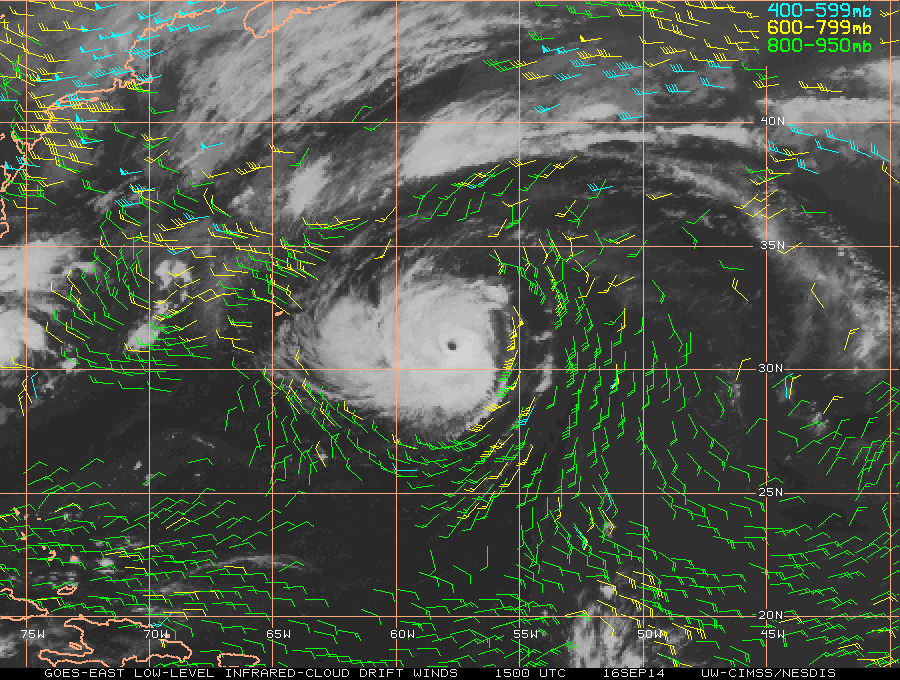 400-599mb
600-799mb
800-950mb
40N
35N
30N
25N
20N
75W 70W 65W 60W 55W 50W 45W
GOES-EAST LOW-LEVEL INFRARED-CLOUD DRIFT WINDS 1500 UTC 16SEP14 UW-CIMSS/NESDIS